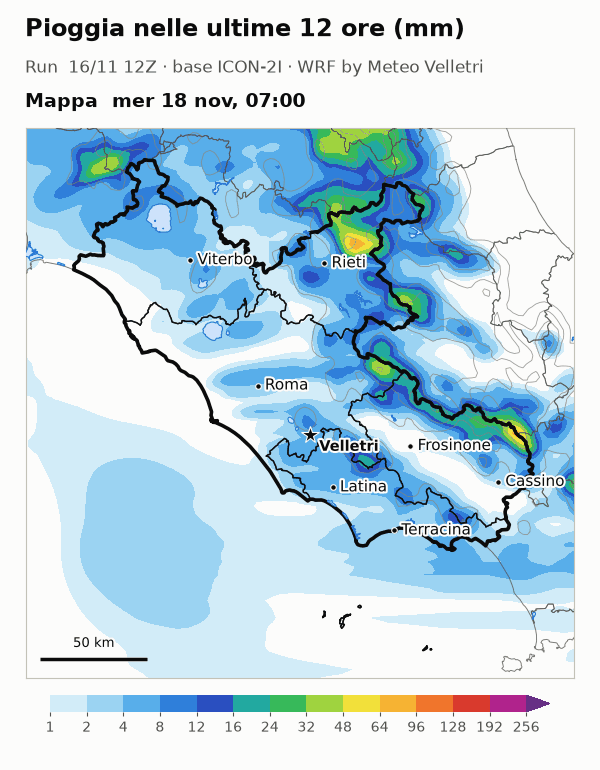 Pioggia nelle ultime 12 ore (mm)
Run  16/11 12Z · base ICON-2I · WRF by Meteo Velletri
Mappa  mer 18 nov, 07:00
Viterbo
Rieti
Roma
Velletri
Frosinone
Latina
Cassino
Terracina
50 km
1 2 4 8 12 16 24 32 48 64 96 128 192 256